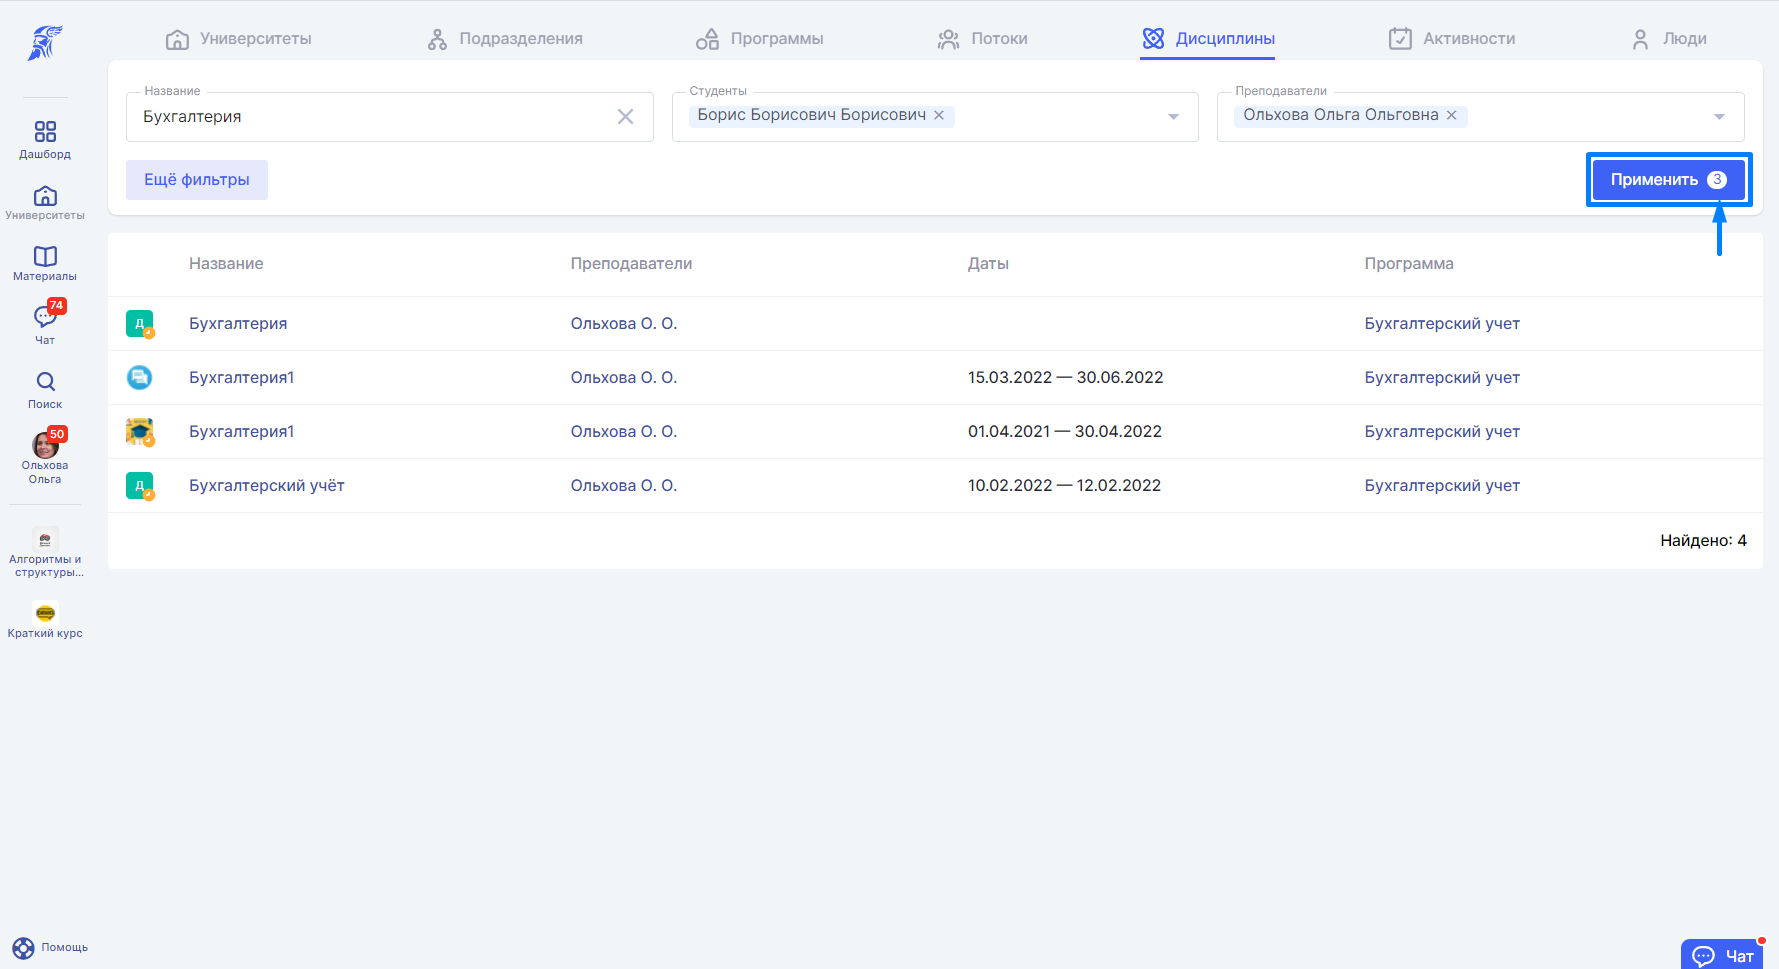 Университеты
Подразделения
Программы
Потоки
Дисциплины
Активности
Люди
Название
Бухгалтерия
Студенты
Борис Борисович Борисович
Преподаватели
Ольхова Ольга Ольговна
Ещё фильтры
Применить 3
Дашборд
Университеты
Материалы
74
Чат
Поиск
50
Ольхова
Ольга
Алгоритмы и
структуры...
Краткий курс
Помощь
Название Преподаватели Даты Программа
Д Бухгалтерия Ольхова О. О. Бухгалтерский учет
Бухгалтерия1 Ольхова О. О. 15.03.2022 — 30.06.2022 Бухгалтерский учет
Бухгалтерия1 Ольхова О. О. 01.04.2021 — 30.04.2022 Бухгалтерский учет
Д Бухгалтерский учёт Ольхова О. О. 10.02.2022 — 12.02.2022 Бухгалтерский учет
Найдено: 4
Чат